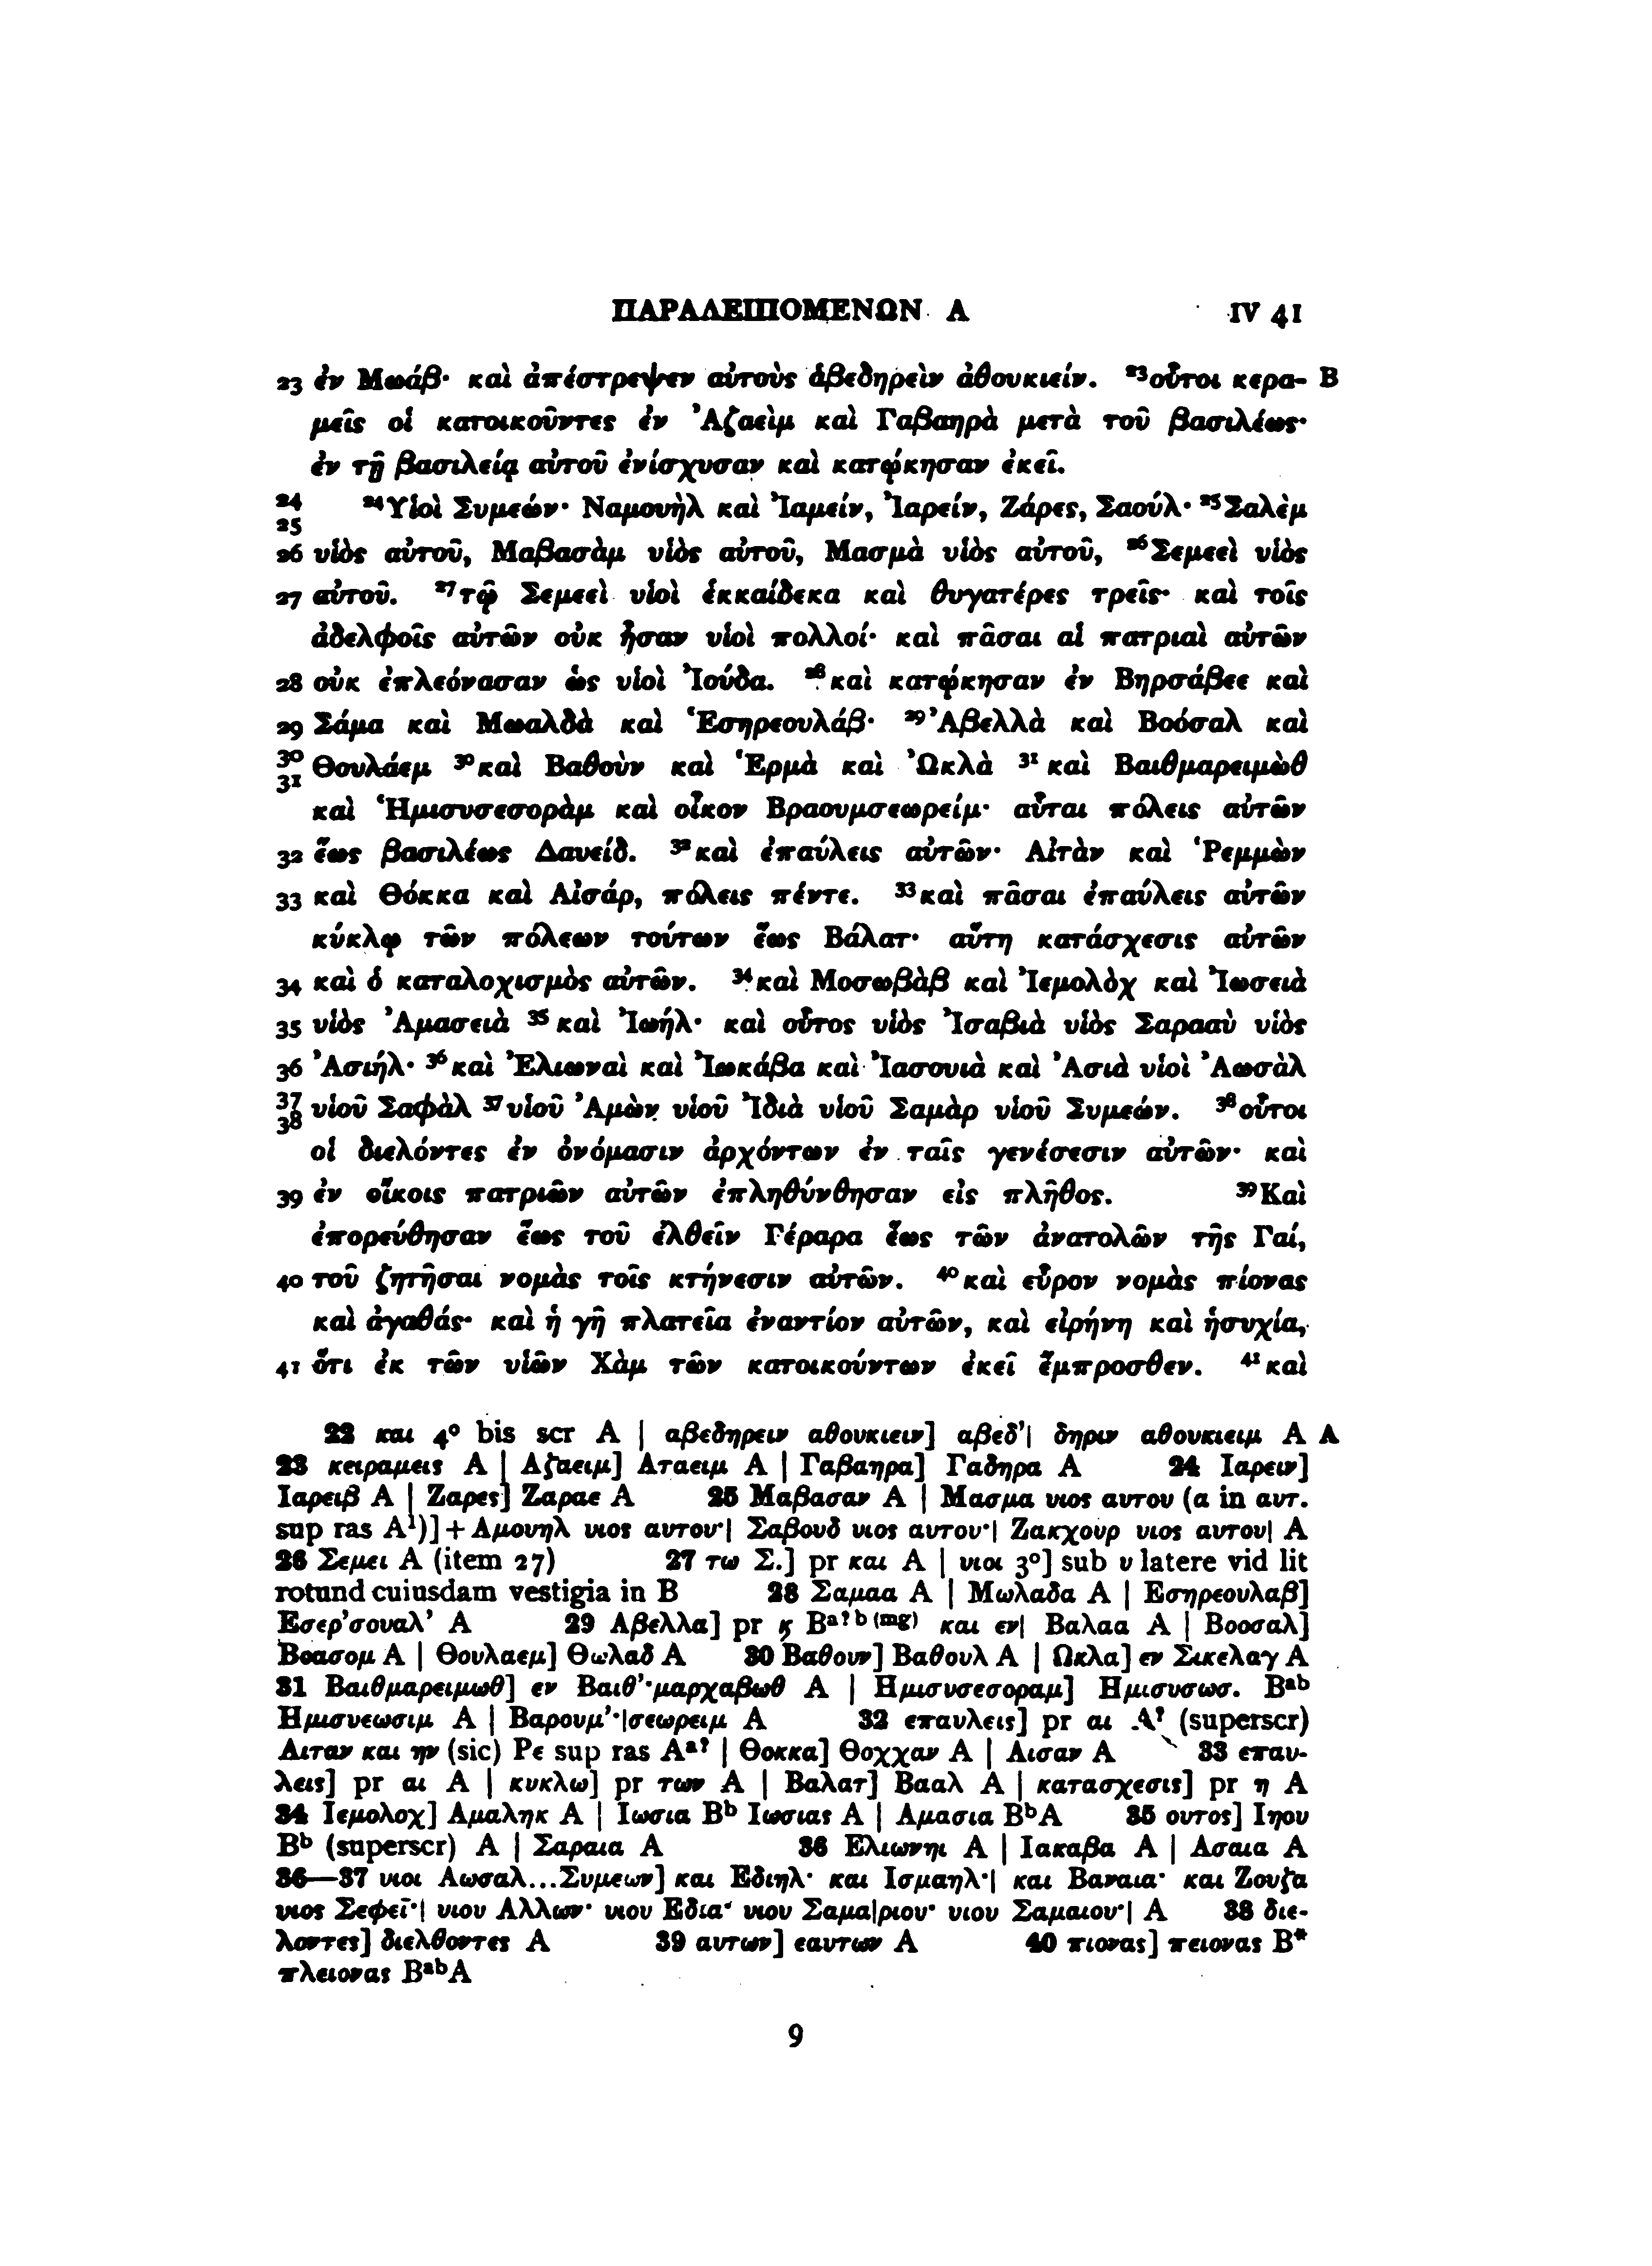 ΠΑΡΑΛΕΙΠΟΜΕΝΩΝ Α IV 41
23 ἐν Μωάβ· καὶ ἀπέστρεψεν αὐτοὺς ἀβεδηρεὶν ἀθουκιείν. ²³οὗτοι κερα- B
μεῖς οἱ κατοικοῦντες ἐν Ἀζαεὶμ καὶ Γαβαηρὰ μετὰ τοῦ βασιλέως·
ἐν τῇ βασιλείᾳ αὐτοῦ ἐνίσχυσαν καὶ κατῴκησαν ἐκεῖ.
24 ²⁴Υἱοὶ Συμεών· Ναμουὴλ καὶ Ἰαμείν, Ἰαρείν, Ζάρες, Σαούλ· ²⁵Σαλὲμ
25
26 υἱὸς αὐτοῦ, Μαβασὰμ υἱὸς αὐτοῦ, Μασμὰ υἱὸς αὐτοῦ, ²⁶Σεμεεὶ υἱὸς
27 αὐτοῦ. ²⁷τῷ Σεμεεὶ υἱοὶ ἑκκαίδεκα καὶ θυγατέρες τρεῖς· καὶ τοῖς
ἀδελφοῖς αὐτῶν οὐκ ἦσαν υἱοὶ πολλοί· καὶ πᾶσαι αἱ πατριαὶ αὐτῶν
28 οὐκ ἐπλεόνασαν ὡς υἱοὶ Ἰούδα. ²⁸καὶ κατῴκησαν ἐν Βηρσάβεε καὶ
29 Σάμα καὶ Μωαλδὰ καὶ Ἑσηρεουλάβ· ²⁹Ἀβελλὰ καὶ Βοόσαλ καὶ
30 Θουλάεμ ³⁰καὶ Βαθοὺν καὶ Ἑρμὰ καὶ Ὠκλὰ ³¹καὶ Βαιθμαρειμὼθ
31
καὶ Ἡμισυσεσορὰμ καὶ οἶκον Βραουμσεωρείμ· αὗται πόλεις αὐτῶν
32 ἕως βασιλέως Δαυείδ. ³²καὶ ἐπαύλεις αὐτῶν· Αἰτὰν καὶ Ῥεμμὼν
33 καὶ Θόκκα καὶ Αἰσάρ, πόλεις πέντε. ³³καὶ πᾶσαι ἐπαύλεις αὐτῶν
κύκλῳ τῶν πόλεων τούτων ἕως Βάλατ· αὕτη κατάσχεσις αὐτῶν
34 καὶ ὁ καταλοχισμὸς αὐτῶν. ³⁴καὶ Μοσωβὰβ καὶ Ἰεμολὸχ καὶ Ἰωσειὰ
35 υἱὸς Ἀμασειὰ ³⁵καὶ Ἰωήλ· καὶ οὗτος υἱὸς Ἰσαβιὰ υἱὸς Σαρααὺ υἱὸς
36 Ἀσιήλ· ³⁶καὶ Ἐλιωναὶ καὶ Ἰωκάβα καὶ Ἰασουιὰ καὶ Ἀσιὰ υἱοὶ Ἀωσὰλ
37 υἱοῦ Σαφὰλ ³⁷υἱοῦ Ἀμὼν υἱοῦ Ἰδιὰ υἱοῦ Σαμὰρ υἱοῦ Συμεών. ³⁸οὗτοι
38
οἱ διελόντες ἐν ὀνόμασιν ἀρχόντων ἐν ταῖς γενέσεσιν αὐτῶν· καὶ
39 ἐν οἴκοις πατριῶν αὐτῶν ἐπληθύνθησαν εἰς πλῆθος. ³⁹Καὶ
ἐπορεύθησαν ἕως τοῦ ἐλθεῖν Γέραρα ἕως τῶν ἀνατολῶν τῆς Γαί,
40 τοῦ ζητῆσαι νομὰς τοῖς κτήνεσιν αὐτῶν. ⁴⁰καὶ εὗρον νομὰς πίονας
καὶ ἀγαθάς· καὶ ἡ γῆ πλατεῖα ἐναντίον αὐτῶν, καὶ εἰρήνη καὶ ἡσυχία,
41 ὅτι ἐκ τῶν υἱῶν Χὰμ τῶν κατοικούντων ἐκεῖ ἔμπροσθεν. ⁴¹καὶ
22 και 4⁰ bis scr A | αβεδηρειν αθουκιειν] αβεδ’| δηριν αθουκιειμ A A
23 κειραμεις A | Αζαειμ] Αταειμ A | Γαβαηρα] Γαδηρα A 24 Ιαρειν]
Ιαρειβ A | Ζαρες] Ζαραε A 25 Μαβασαν A | Μασμα υιος αυτου (α in αυτ.
sup ras A¹)]+Αμουηλ υιος αυτου·| Σαβουδ υιος αυτου·| Ζακχουρ υιος αυτου| A
26 Σεμει A (item 27) 27 τω Σ.] pr και A | υιοι 3⁰] sub υ latere vid lit
rotund cuiusdam vestigia in B 28 Σαμαα A | Μωλαδα A | Εσηρεουλαβ]
Εσερ’σουαλ’ A 29 Αβελλα] pr ϗ Bᵃ?ᵇ⁽ᵐᵍ⁾ και εν| Βαλαα A | Βοοσαλ]
Βοασομ A | Θουλαεμ] Θωλαδ A 30 Βαθουν] Βαθουλ A | Ωκλα] εν Σικελαγ A
31 Βαιθμαρειμωθ] εν Βαιθ’·μαρχαβωθ A | Ημισυσεσοραμ] Ημισυσωσ. Bᵃᵇ
Ημισυεωσιμ A | Βαρουμ’·|σεωρειμ A 32 επαυλεις] pr αι A? (superscr)
Αιταν και ην (sic) Ρε sup ras Aᵃ? | Θοκκα] Θοχχαν A | Αισαν A 33 επαυ-
λεις] pr αι A | κυκλω] pr των A | Βαλατ] Βααλ A | κατασχεσις] pr η A
34 Ιεμολοχ] Αμαληκ A | Ιωσια Bᵇ Ιωσιας A | Αμασια BᵇA 35 ουτος] Ιηου
Bᵇ (superscr) A | Σαραια A 36 Ελιωνηι A | Ιακαβα A | Ασαια A
36—37 υιοι Αωσαλ...Συμεων] και Εδιηλ· και Ισμαηλ·| και Βαναια· και Ζουζα
υιος Σεφεϊ·| υιου Αλλων· υιου Εδια· υιου Σαμα|ριου· υιου Σαμαιου·| A 38 διε-
λοντες] διελθοντες A 39 αυτων] εαυτων A 40 πιονας] πειονας B*
πλειονας BᵃᵇA
9